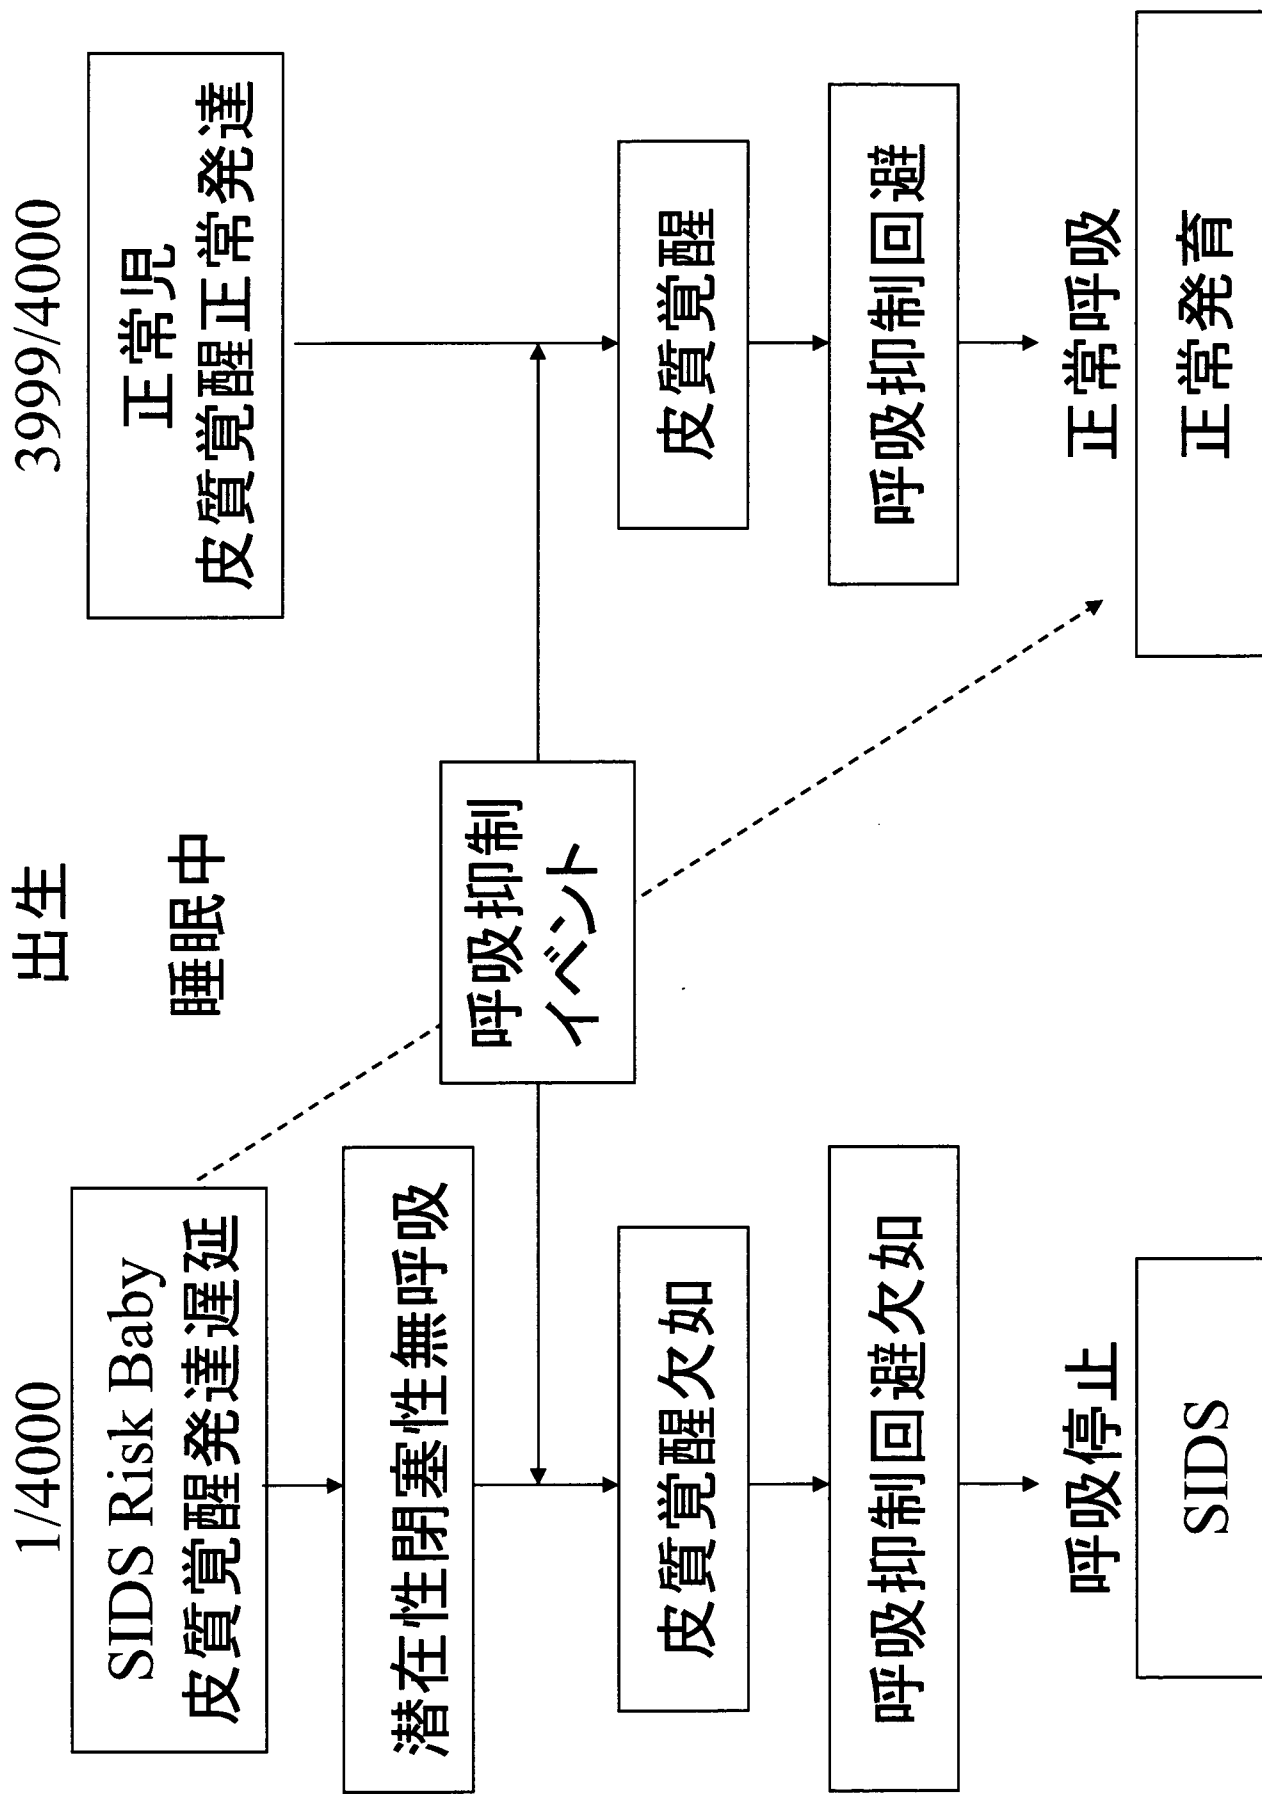 出生
睡眠中
1/4000
SIDS Risk Baby
皮質覚醒発達遅延
潜在性閉塞性無呼吸
皮質覚醒欠如
呼吸抑制回避欠如
呼吸停止
SIDS
呼吸抑制
イベント
3999/4000
正常児
皮質覚醒正常発達
皮質覚醒
呼吸抑制回避
正常呼吸
正常発育